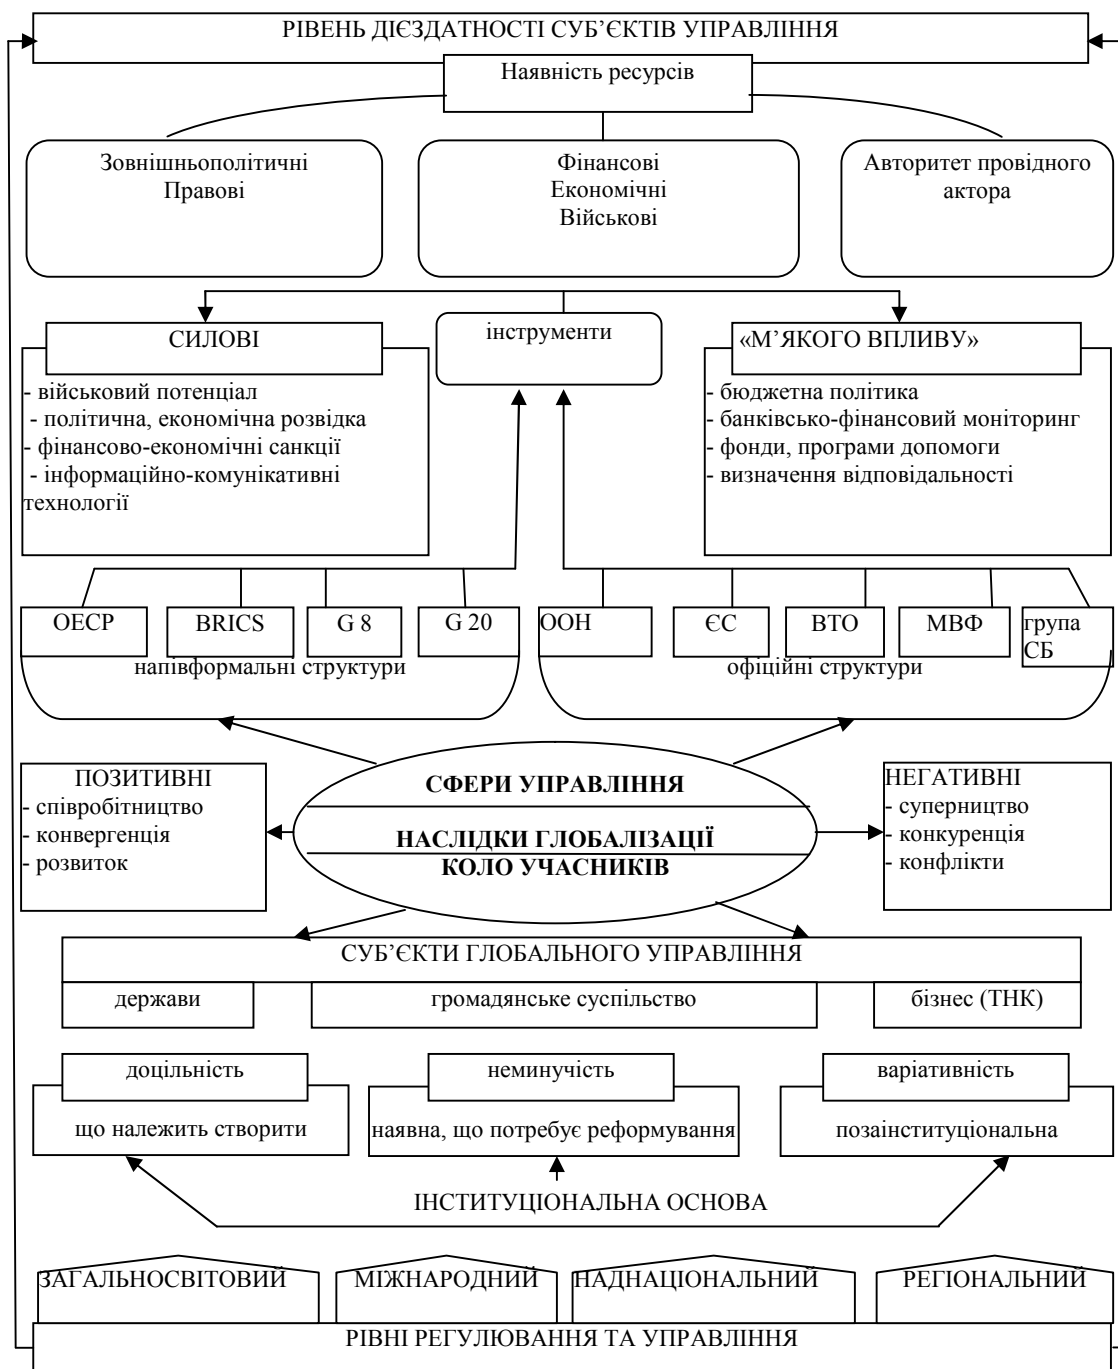 РІВЕНЬ ДІЄЗДАТНОСТІ СУБ’ЄКТІВ УПРАВЛІННЯ
Наявність ресурсів
Зовнішньополітичні
Правові
Фінансові
Економічні
Військові
Авторитет провідного
актора
СИЛОВІ
- військовий потенціал
- політична, економічна розвідка
- фінансово-економічні санкції
- інформаційно-комунікативні
технології
інструменти
«М’ЯКОГО ВПЛИВУ»
- бюджетна політика
- банківсько-фінансовий моніторинг
- фонди, програми допомоги
- визначення відповідальності
ОЕСР
BRICS
G 8
G 20
напівформальні структури
ООН
ЄС
ВТО
МВФ
група
СБ
офіційні структури
ПОЗИТИВНІ
- співробітництво
- конвергенція
- розвиток
СФЕРИ УПРАВЛІННЯ
НАСЛІДКИ ГЛОБАЛІЗАЦІЇ
КОЛО УЧАСНИКІВ
НЕГАТИВНІ
- суперництво
- конкуренція
- конфлікти
СУБ’ЄКТИ ГЛОБАЛЬНОГО УПРАВЛІННЯ
держави
громадянське суспільство
бізнес (ТНК)
доцільність
що належить створити
неминучість
наявна, що потребує реформування
варіативність
позаінституціональна
ІНСТИТУЦІОНАЛЬНА ОСНОВА
ЗАГАЛЬНОСВІТОВИЙ
МІЖНАРОДНИЙ
НАДНАЦІОНАЛЬНИЙ
РЕГІОНАЛЬНИЙ
РІВНІ РЕГУЛЮВАННЯ ТА УПРАВЛІННЯ